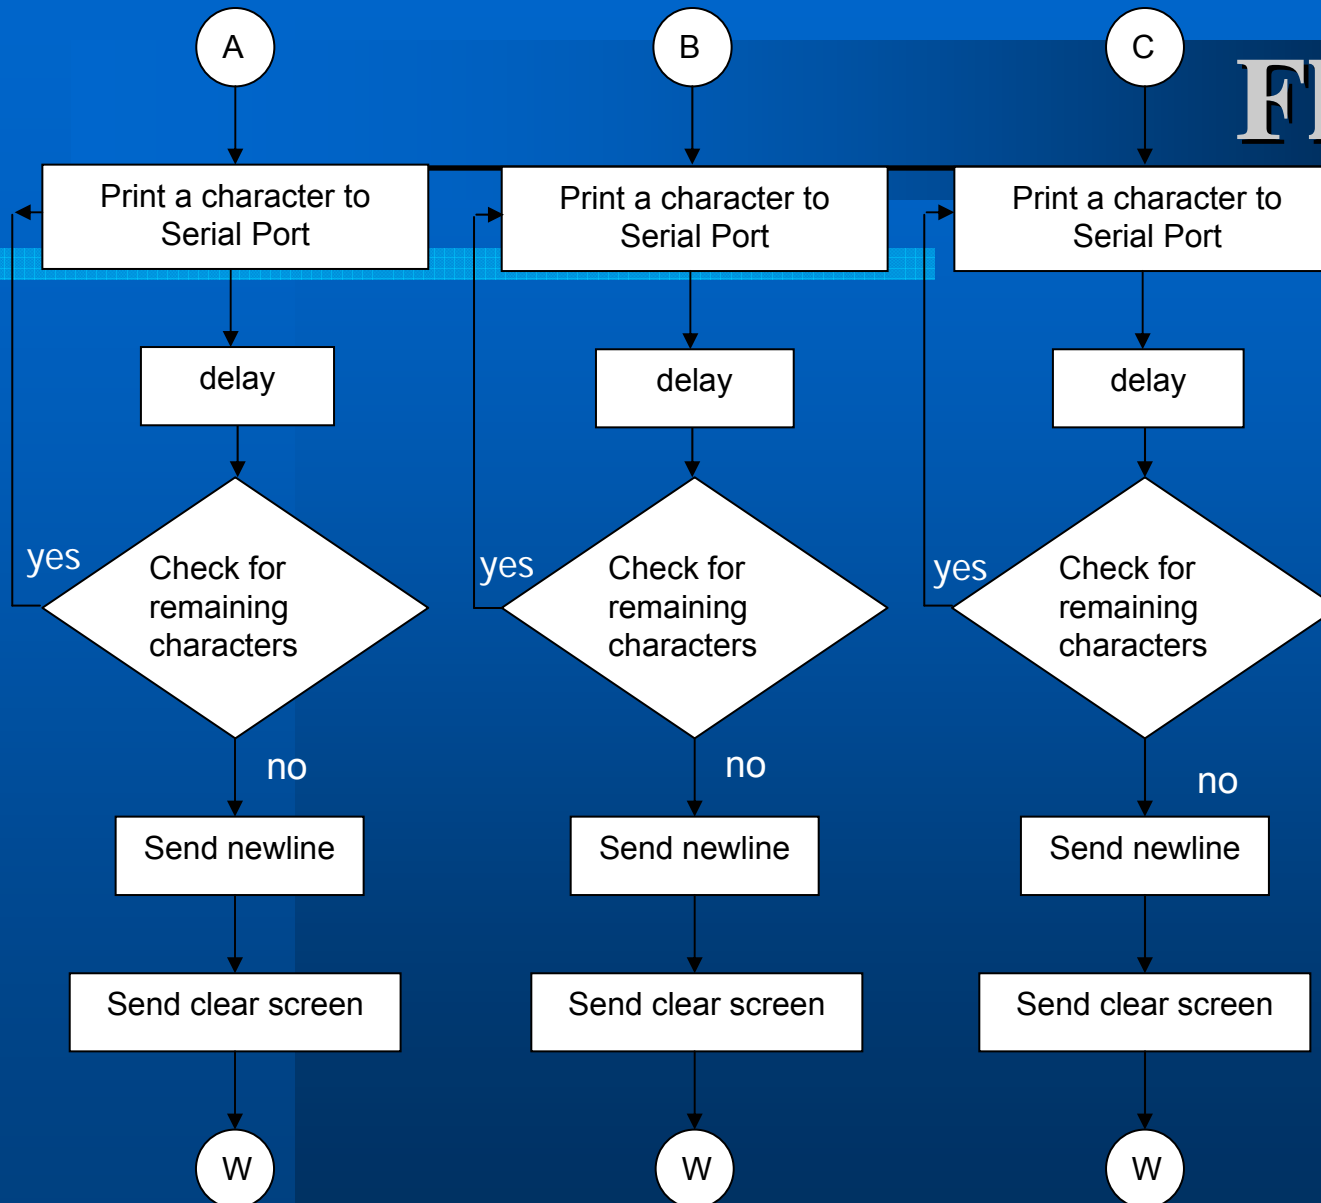 A
B
C
Print a character to
Serial Port
Print a character to
Serial Port
Print a character to
Serial Port
delay
delay
delay
yes
Check for
remaining
characters
yes
Check for
remaining
characters
yes
Check for
remaining
characters
no
no
no
Send newline
Send newline
Send newline
Send clear screen
Send clear screen
Send clear screen
W
W
W